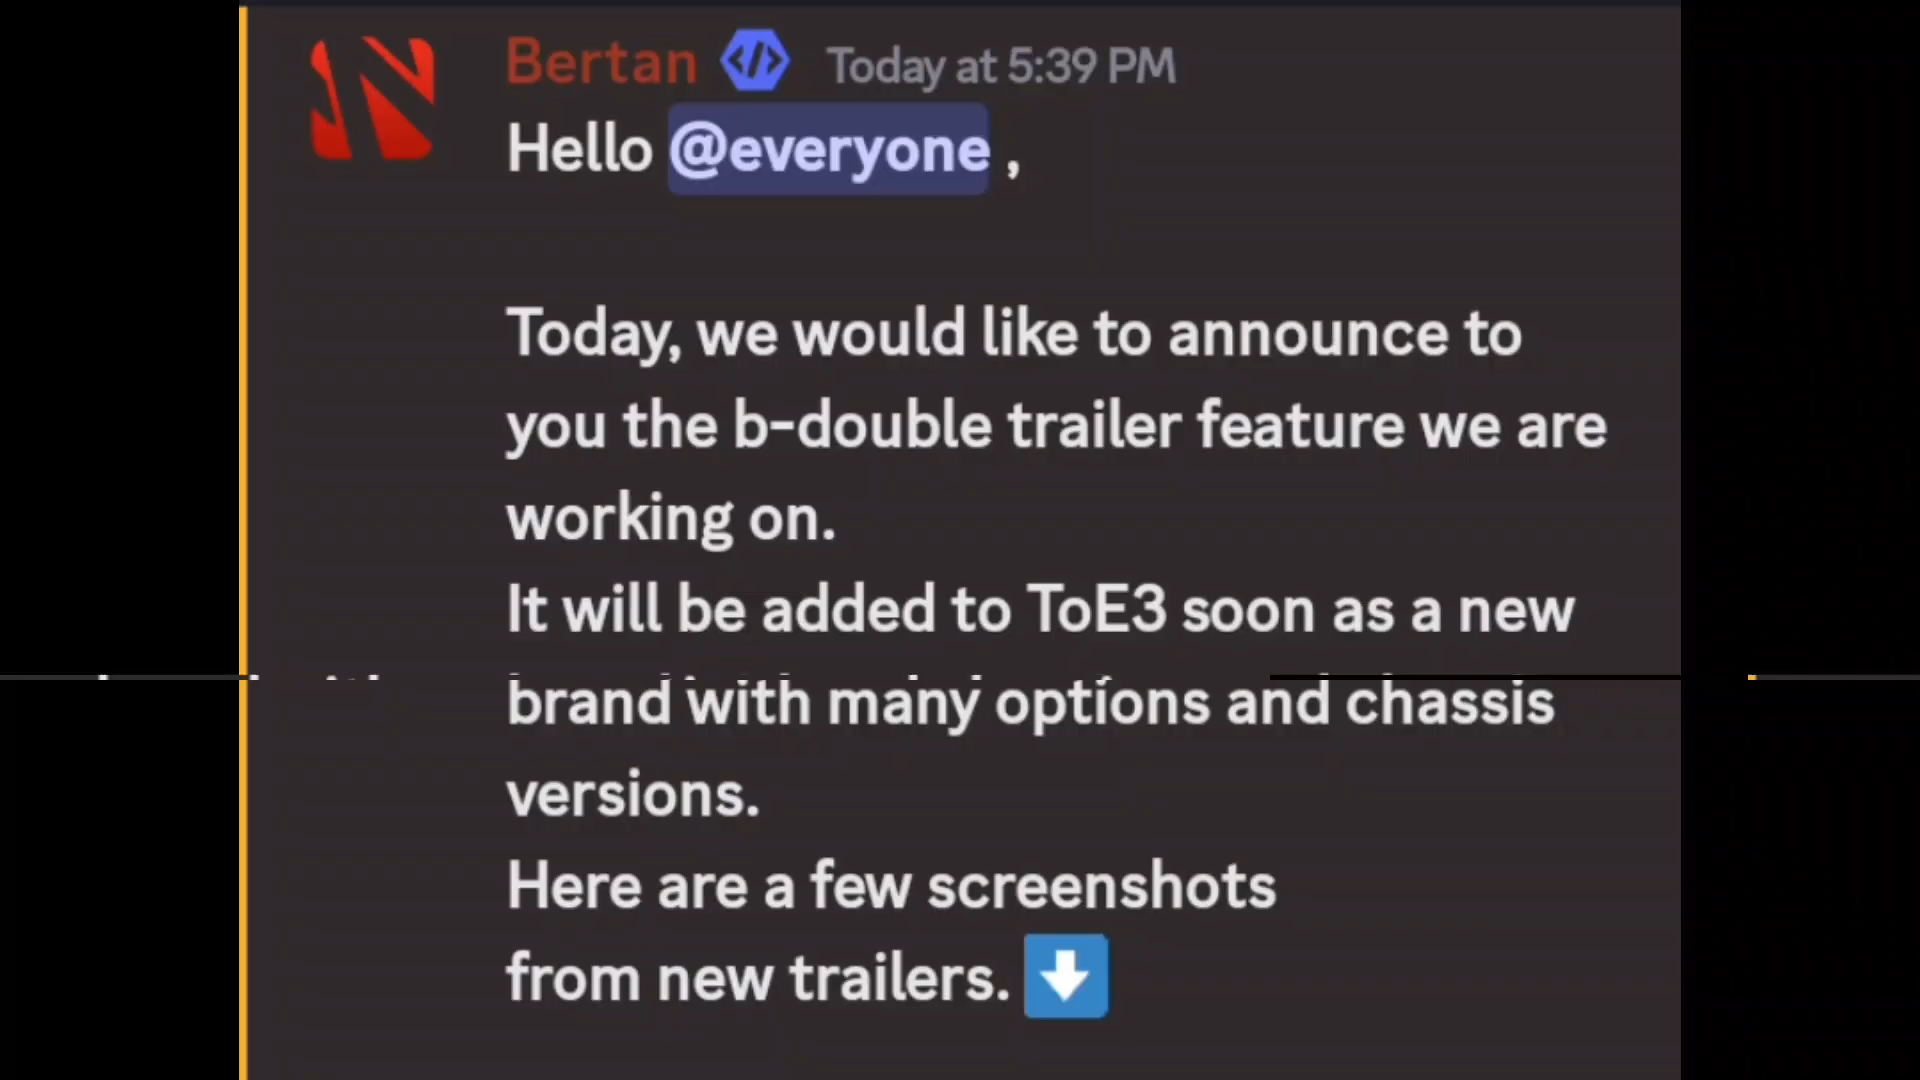 Bertan Today at 5:39 PM
Hello @everyone ,
Today, we would like to announce to
you the b-double trailer feature we are
working on.
It will be added to ToE3 soon as a new
brand with many options and chassis
versions.
Here are a few screenshots
from new trailers.